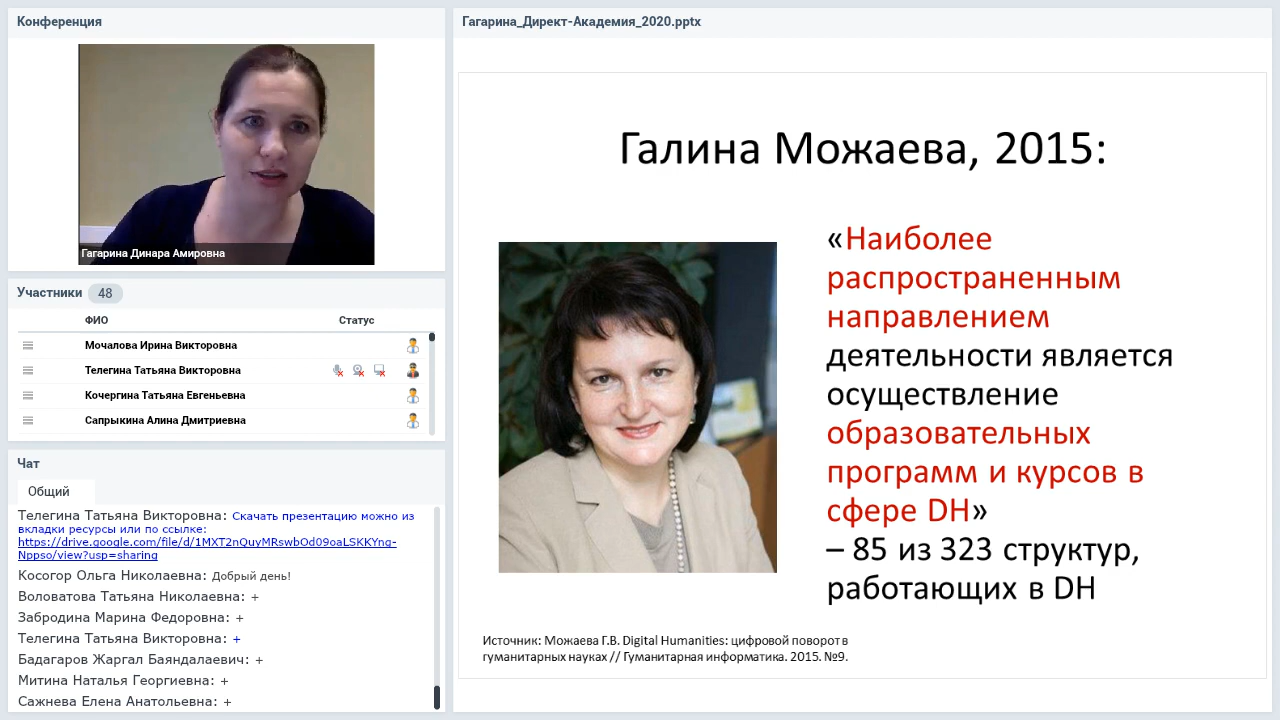 Конференция
Гагарина Динара Амировна
Участники 48
ФИО Статус
Мочалова Ирина Викторовна
Телегина Татьяна Викторовна
Кочергина Татьяна Евгеньевна
Сапрыкина Алина Дмитриевна
Чат
Общий
Телегина Татьяна Викторовна: Скачать презентацию можно из
вкладки ресурсы или по ссылке:
https://drive.google.com/file/d/1MXT2nQuyMRswbOd09oaLSKKYng-
Nppso/view?usp=sharing
Косогор Ольга Николаевна: Добрый день!
Воловатова Татьяна Николаевна: +
Забродина Марина Федоровна: +
Телегина Татьяна Викторовна: +
Бадагаров Жаргал Баяндалаевич: +
Митина Наталья Георгиевна: +
Сажнева Елена Анатольевна: +
Гагарина_Директ-Академия_2020.pptx
Галина Можаева, 2015:
«Наиболее
распространенным
направлением
деятельности является
осуществление
образовательных
программ и курсов в
сфере DH»
– 85 из 323 структур,
работающих в DH
Источник: Можаева Г.В. Digital Humanities: цифровой поворот в
гуманитарных науках // Гуманитарная информатика. 2015. №9.